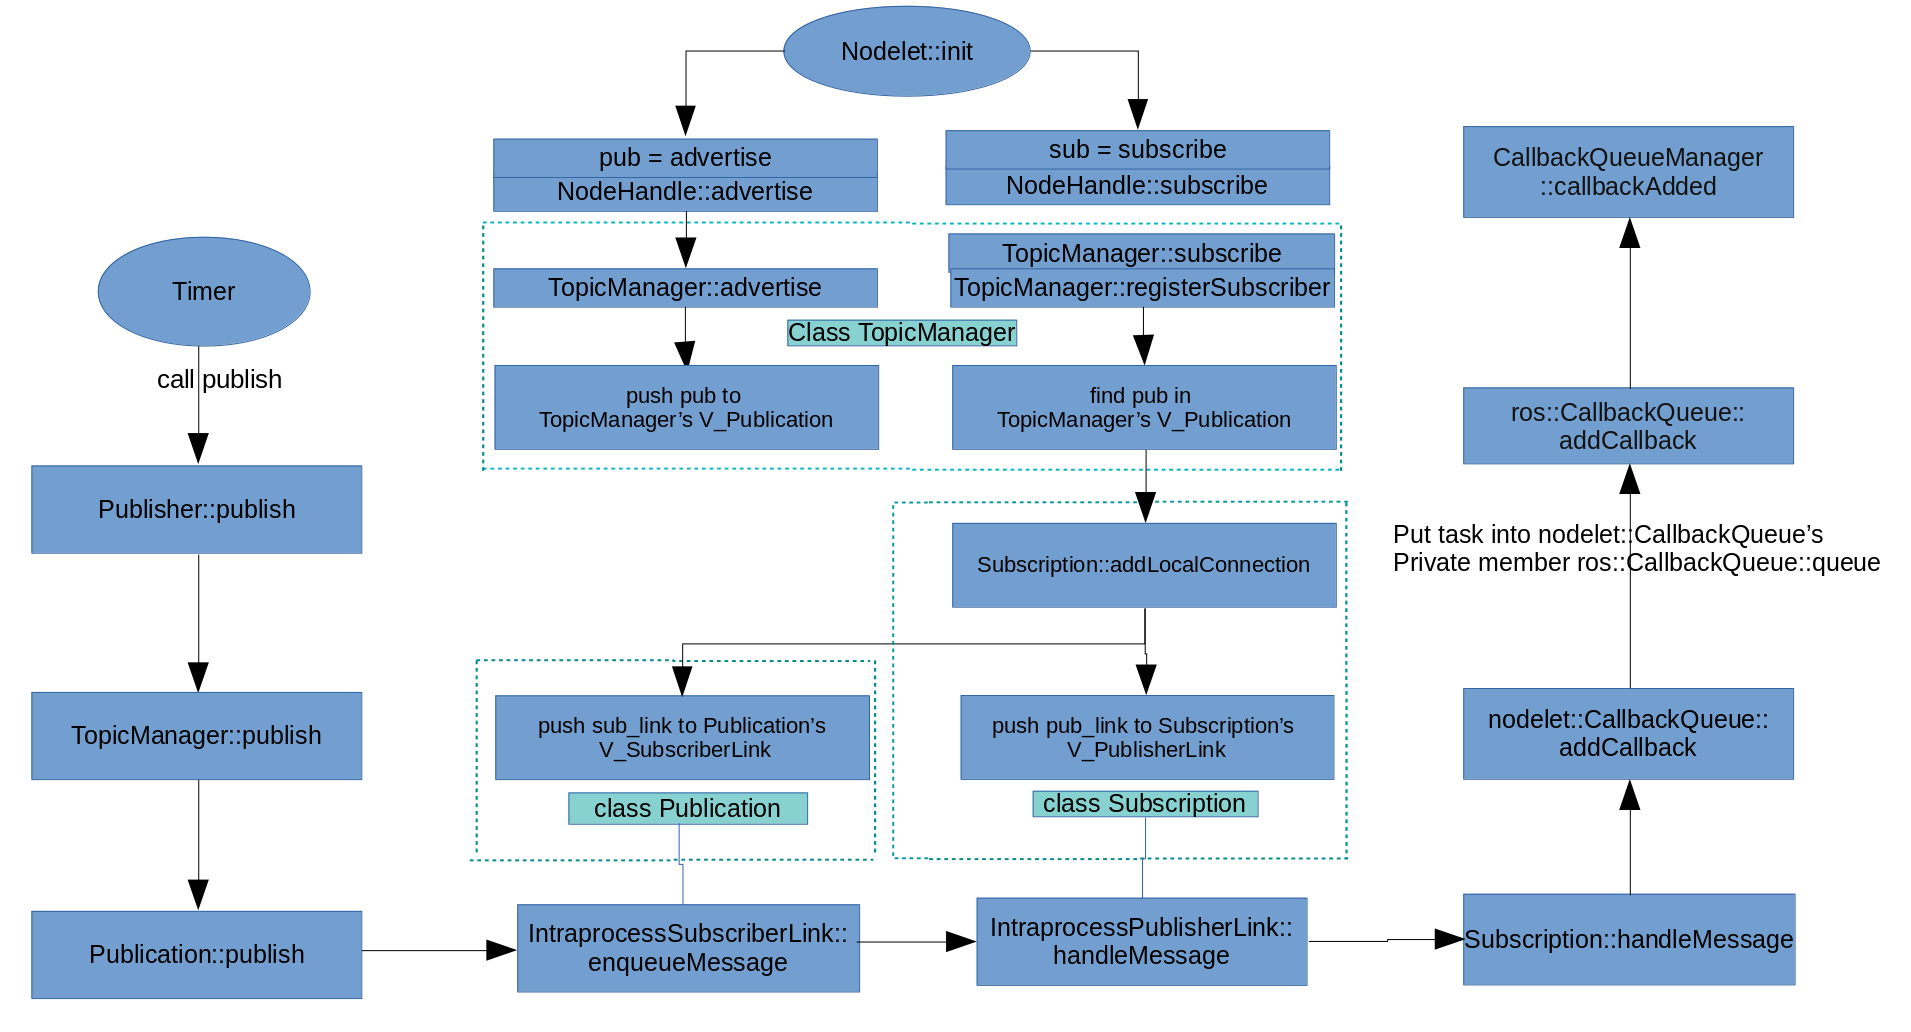 Nodelet::init
pub = advertise
NodeHandle::advertise
sub = subscribe
NodeHandle::subscribe
CallbackQueueManager
::callbackAdded
TopicManager::subscribe
TopicManager::advertise
TopicManager::registerSubscriber
Class TopicManager
Timer
call publish
push pub to
TopicManager’s V_Publication
find pub in
TopicManager’s V_Publication
ros::CallbackQueue::
addCallback
Publisher::publish
Put task into nodelet::CallbackQueue’s
Private member ros::CallbackQueue::queue
Subscription::addLocalConnection
TopicManager::publish
push sub_link to Publication’s
V_SubscriberLink
push pub_link to Subscription’s
V_PublisherLink
nodelet::CallbackQueue::
addCallback
class Publication
class Subscription
Publication::publish
IntraprocessSubscriberLink::
enqueueMessage
IntraprocessPublisherLink::
handleMessage
Subscription::handleMessage